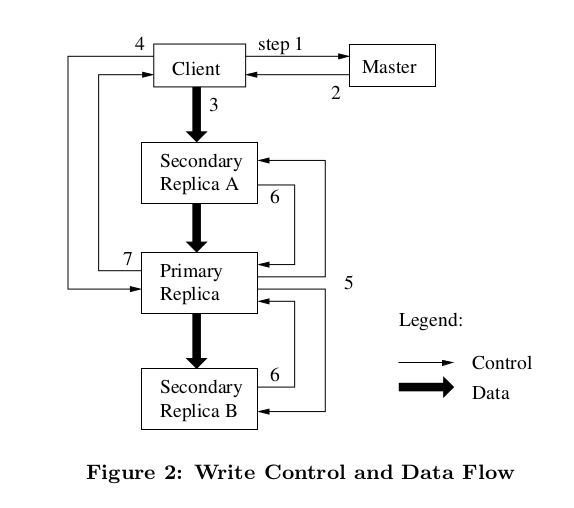 4
step 1
Client
Master
2
3
Secondary
Replica A
6
7
Primary
Replica
5
Legend:
Control
6
Secondary
Replica B
Data
Figure 2: Write Control and Data Flow